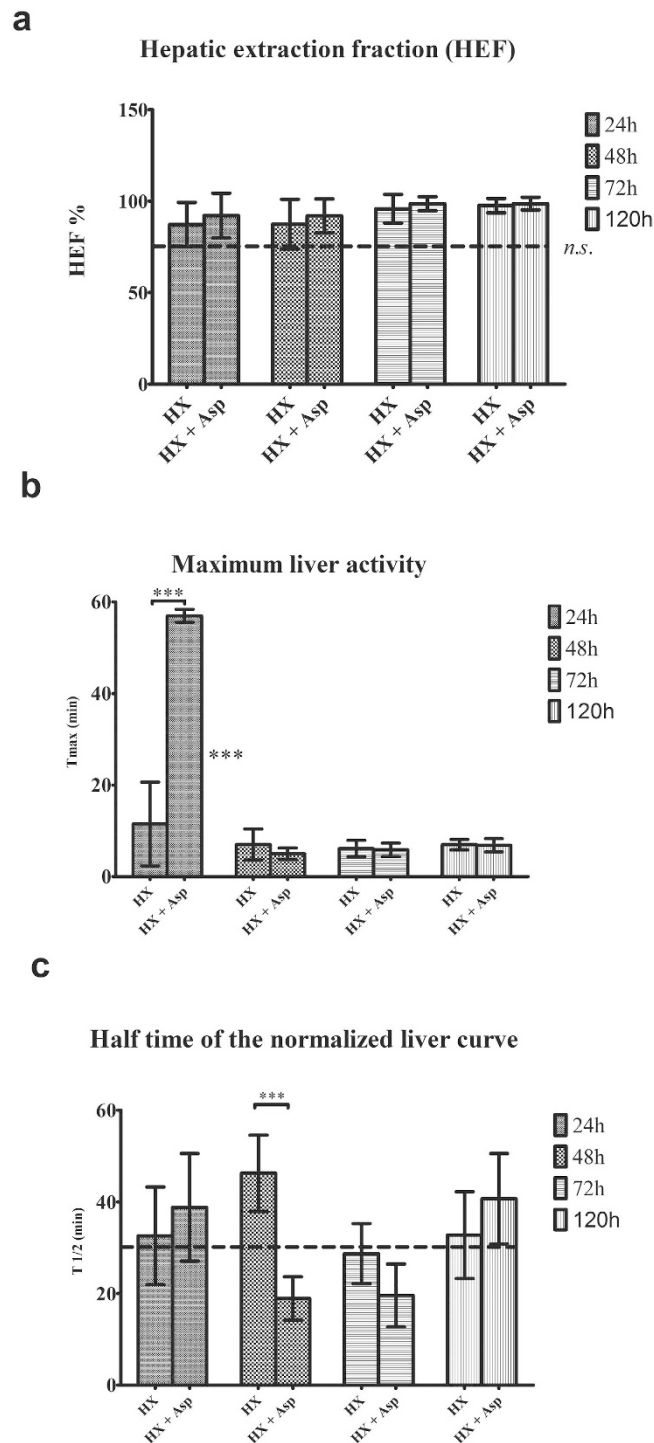 a
Hepatic extraction fraction (HEF)
HEF %
150
100
50
0
24h
48h
72h
120h
n.s.
HX
HX + Asp
HX
HX + Asp
HX
HX + Asp
HX
HX + Asp
b
Maximum liver activity
Tmax (min)
60
40
20
0
***
***
24h
48h
72h
120h
HX
HX + Asp
HX
HX + Asp
HX
HX + Asp
HX
HX + Asp
c
Half time of the normalized liver curve
T 1/2 (min)
60
40
20
0
***
24h
48h
72h
120h
HX
HX + Asp
HX
HX + Asp
HX
HX + Asp
HX
HX + Asp